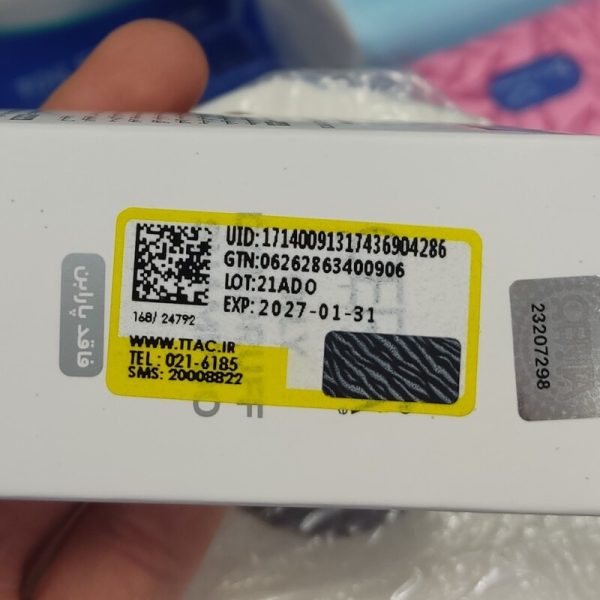 UID:17140091317436904286
GTN:06262863400906
LOT:21ADO
EXP: 2027-01-31
168/ 24792
WWW.TTAC.IR
TEL: 021-6185
SMS: 20008822
فاقد پارابن
23207298